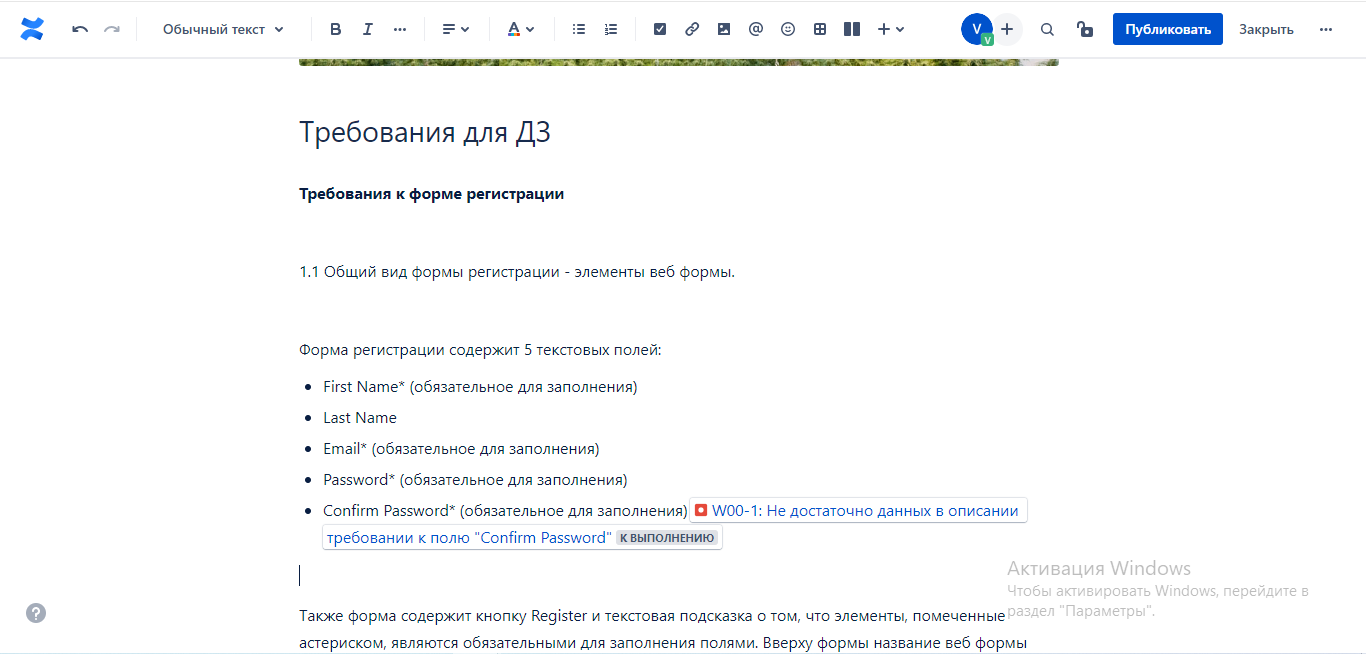 Обычный текст
B I
A
@
V
V
Публиковать Закрыть
Требования для ДЗ
Требования к форме регистрации
1.1 Общий вид формы регистрации - элементы веб формы.
Форма регистрации содержит 5 текстовых полей:
• First Name* (обязательное для заполнения)
• Last Name
• Email* (обязательное для заполнения)
• Password* (обязательное для заполнения)
• Confirm Password* (обязательное для заполнения) W00-1: Не достаточно данных в описании
требовании к полю "Confirm Password" К ВЫПОЛНЕНИЮ
Активация Windows
Чтобы активировать Windows, перейдите в
раздел "Параметры".
?
Также форма содержит кнопку Register и текстовая подсказка о том, что элементы, помеченные
астериском, являются обязательными для заполнения полями. Вверху формы название веб формы